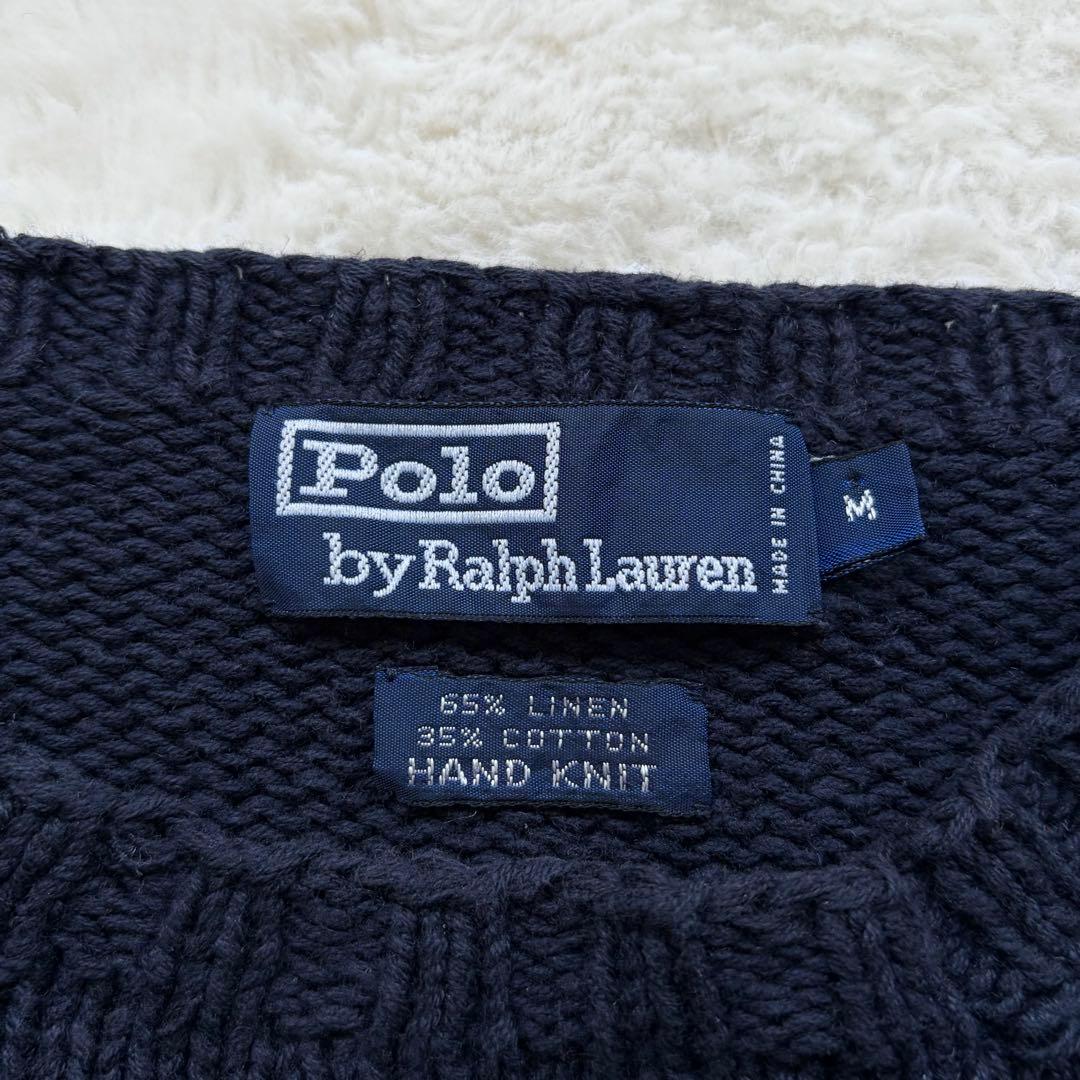 Polo
by Ralph Lauren
MADE IN CHINA
M
65% LINEN
35% COTTON
HAND KNIT